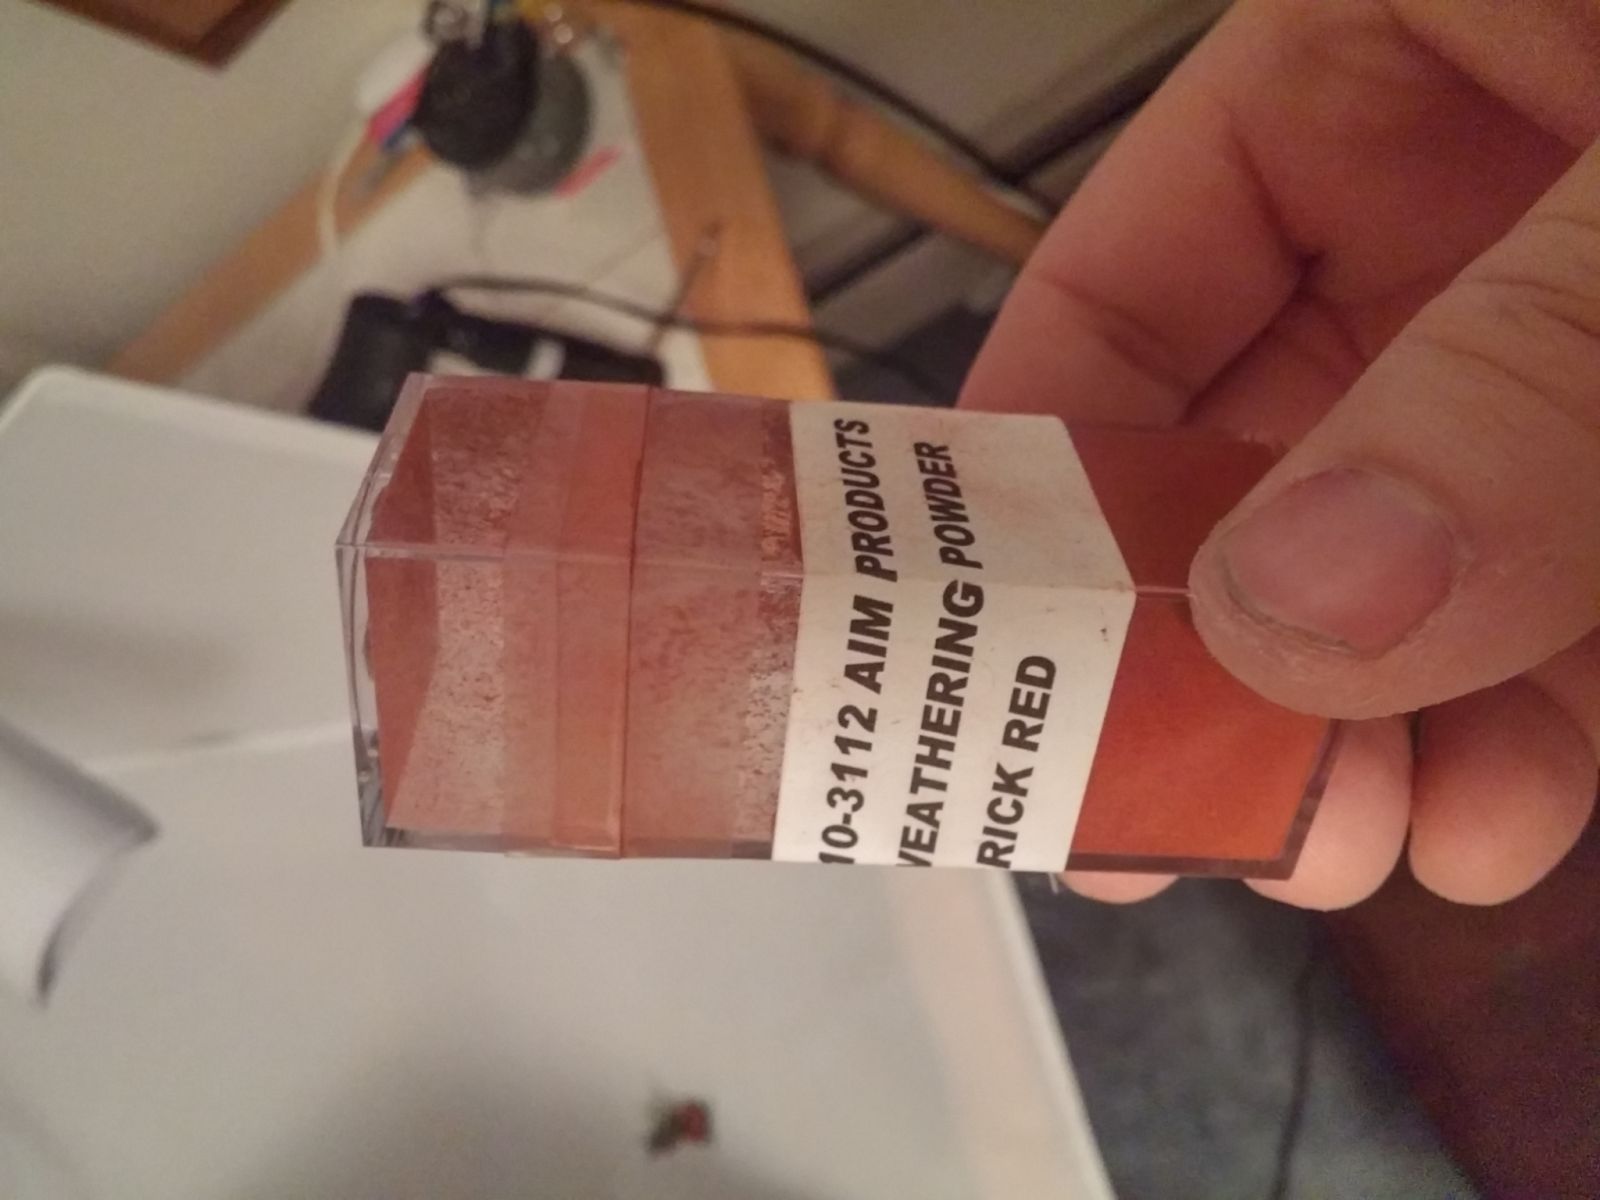 10-3112 AIM PRODUCTS
WEATHERING POWDER
RICK RED